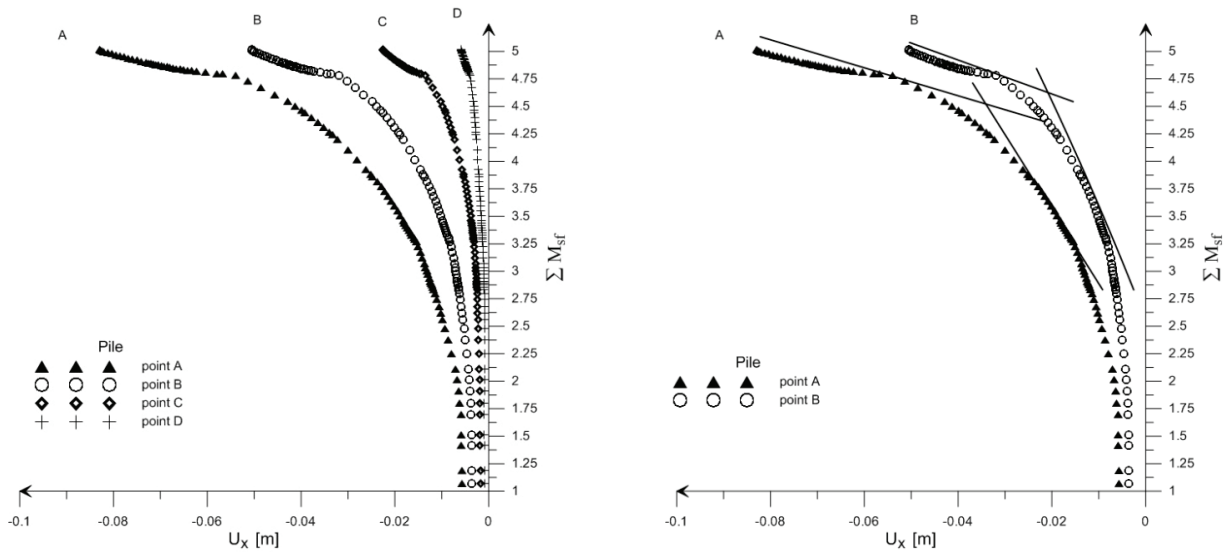 A
B
C
D
5
4.75
4.5
4.25
4
3.75
3.5
3.25
3
2.75
2.5
2.25
2
1.75
1.5
1.25
1
∑ M_sf
Pile
point A
point B
point C
point D
-0.1
-0.08
-0.06
-0.04
-0.02
0
U_X [m]
A
B
5
4.75
4.5
4.25
4
3.75
3.5
3.25
3
2.75
2.5
2.25
2
1.75
1.5
1.25
1
∑ M_sf
Pile
point A
point B
-0.1
-0.08
-0.06
-0.04
-0.02
0
U_X [m]